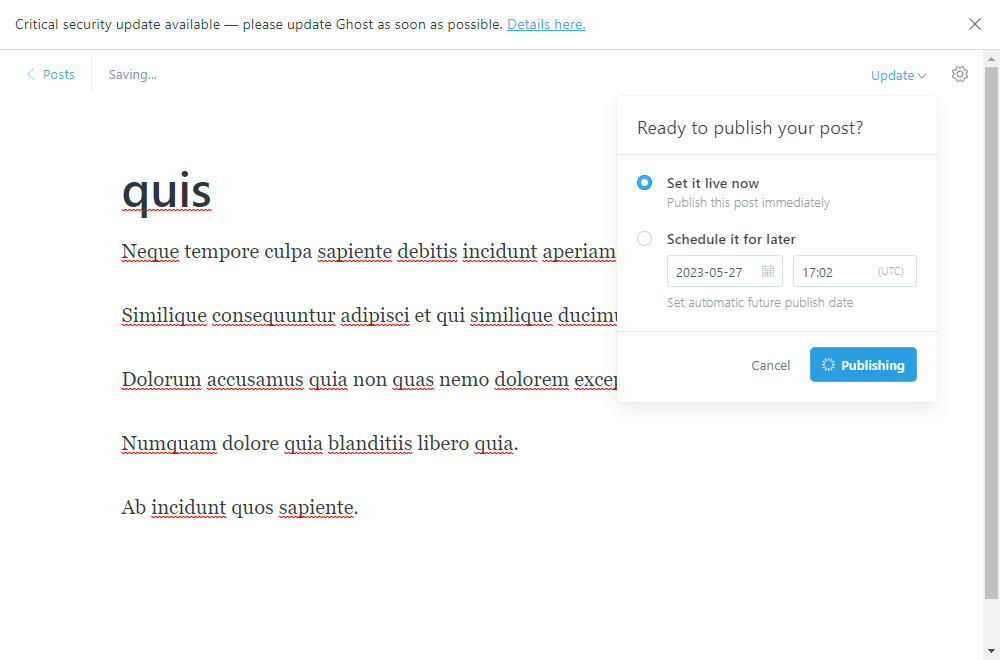 Critical security update available — please update Ghost as soon as possible. Details here.
Posts
Saving...
Update
Ready to publish your post?
Set it live now
Publish this post immediately
Schedule it for later
2023-05-27
17:02
(UTC)
Set automatic future publish date
Cancel
Publishing
quis
Neque tempore culpa sapiente debitis incidunt aperiam
Similique consequuntur adipisci et qui similique
Dolorum accusamus quia non quas nemo dolorem
Numquam dolore quia blanditiis libero quia.
Ab incidunt quos sapiente.